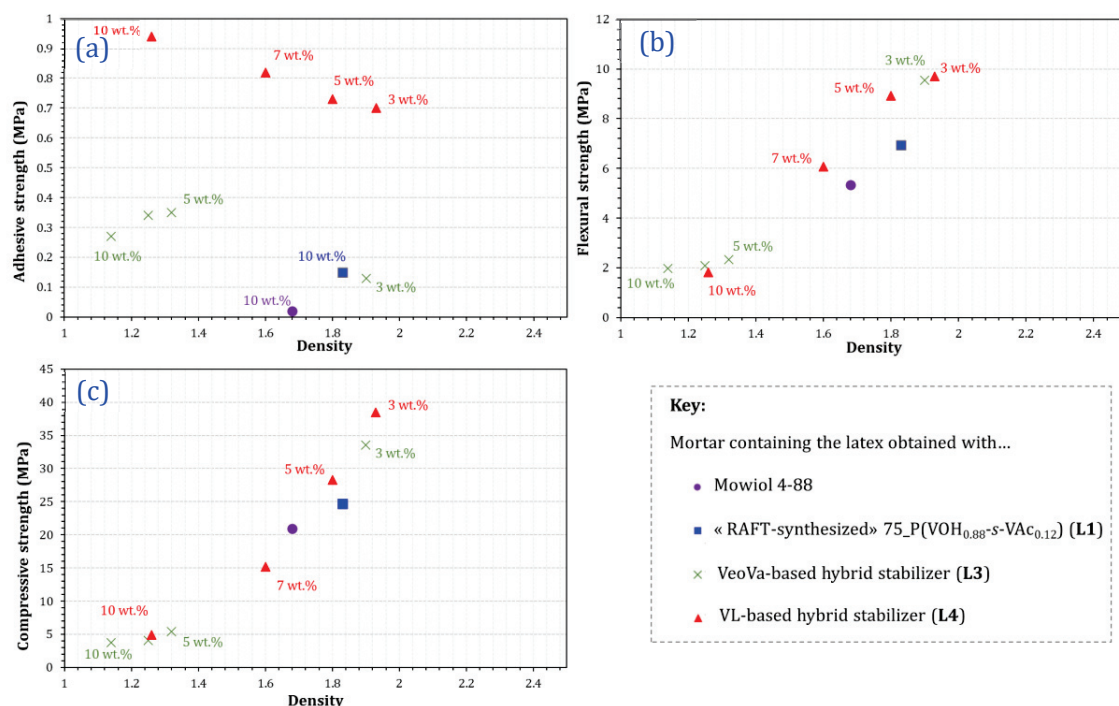 (a)
Adhesive strength (MPa)
1
0.9
0.8
0.7
0.6
0.5
0.4
0.3
0.2
0.1
0
10 wt.%
7 wt.%
5 wt.%
3 wt.%
5 wt.%
10 wt.%
10 wt.%
3 wt.%
10 wt.%
1 1.2 1.4 1.6 1.8 2 2.2 2.4
Density
(b)
Flexural strength (MPa)
12
10
8
6
4
2
0
3 wt.%
3 wt.%
5 wt.%
7 wt.%
5 wt.%
10 wt.%
10 wt.%
1 1.2 1.4 1.6 1.8 2 2.2 2.4
Density
(c)
Compressive strength (MPa)
45
40
35
30
25
20
15
10
5
0
3 wt.%
3 wt.%
5 wt.%
7 wt.%
10 wt.%
5 wt.%
10 wt.%
1 1.2 1.4 1.6 1.8 2 2.2 2.4
Density
Key:
Mortar containing the latex obtained with...
Mowiol 4-88
« RAFT-synthesized» 75_P(VOH0.88-s-VAc0.12) (L1)
VeoVa-based hybrid stabilizer (L3)
VL-based hybrid stabilizer (L4)